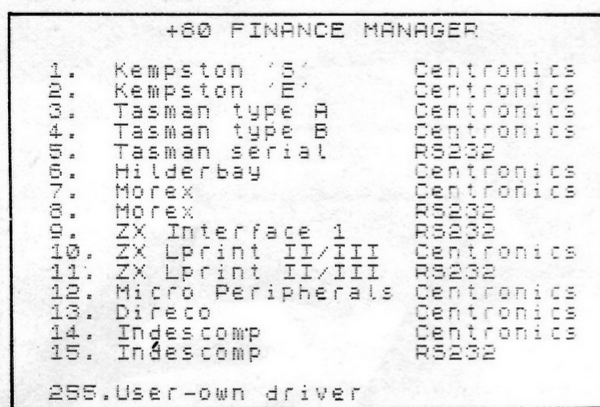 +80 FINANCE MANAGER
1. Kempston 'S' Centronics
2. Kempston 'E' Centronics
3. Tasman type A Centronics
4. Tasman type B Centronics
5. Tasman serial RS232
6. Hilderbay Centronics
7. Morex Centronics
8. Morex RS232
9. ZX Interface 1 RS232
10. ZX Lprint II/III Centronics
11. ZX Lprint II/III RS232
12. Micro Peripherals Centronics
13. Direco Centronics
14. Indescomp Centronics
15. Indescomp RS232
255.User-own driver